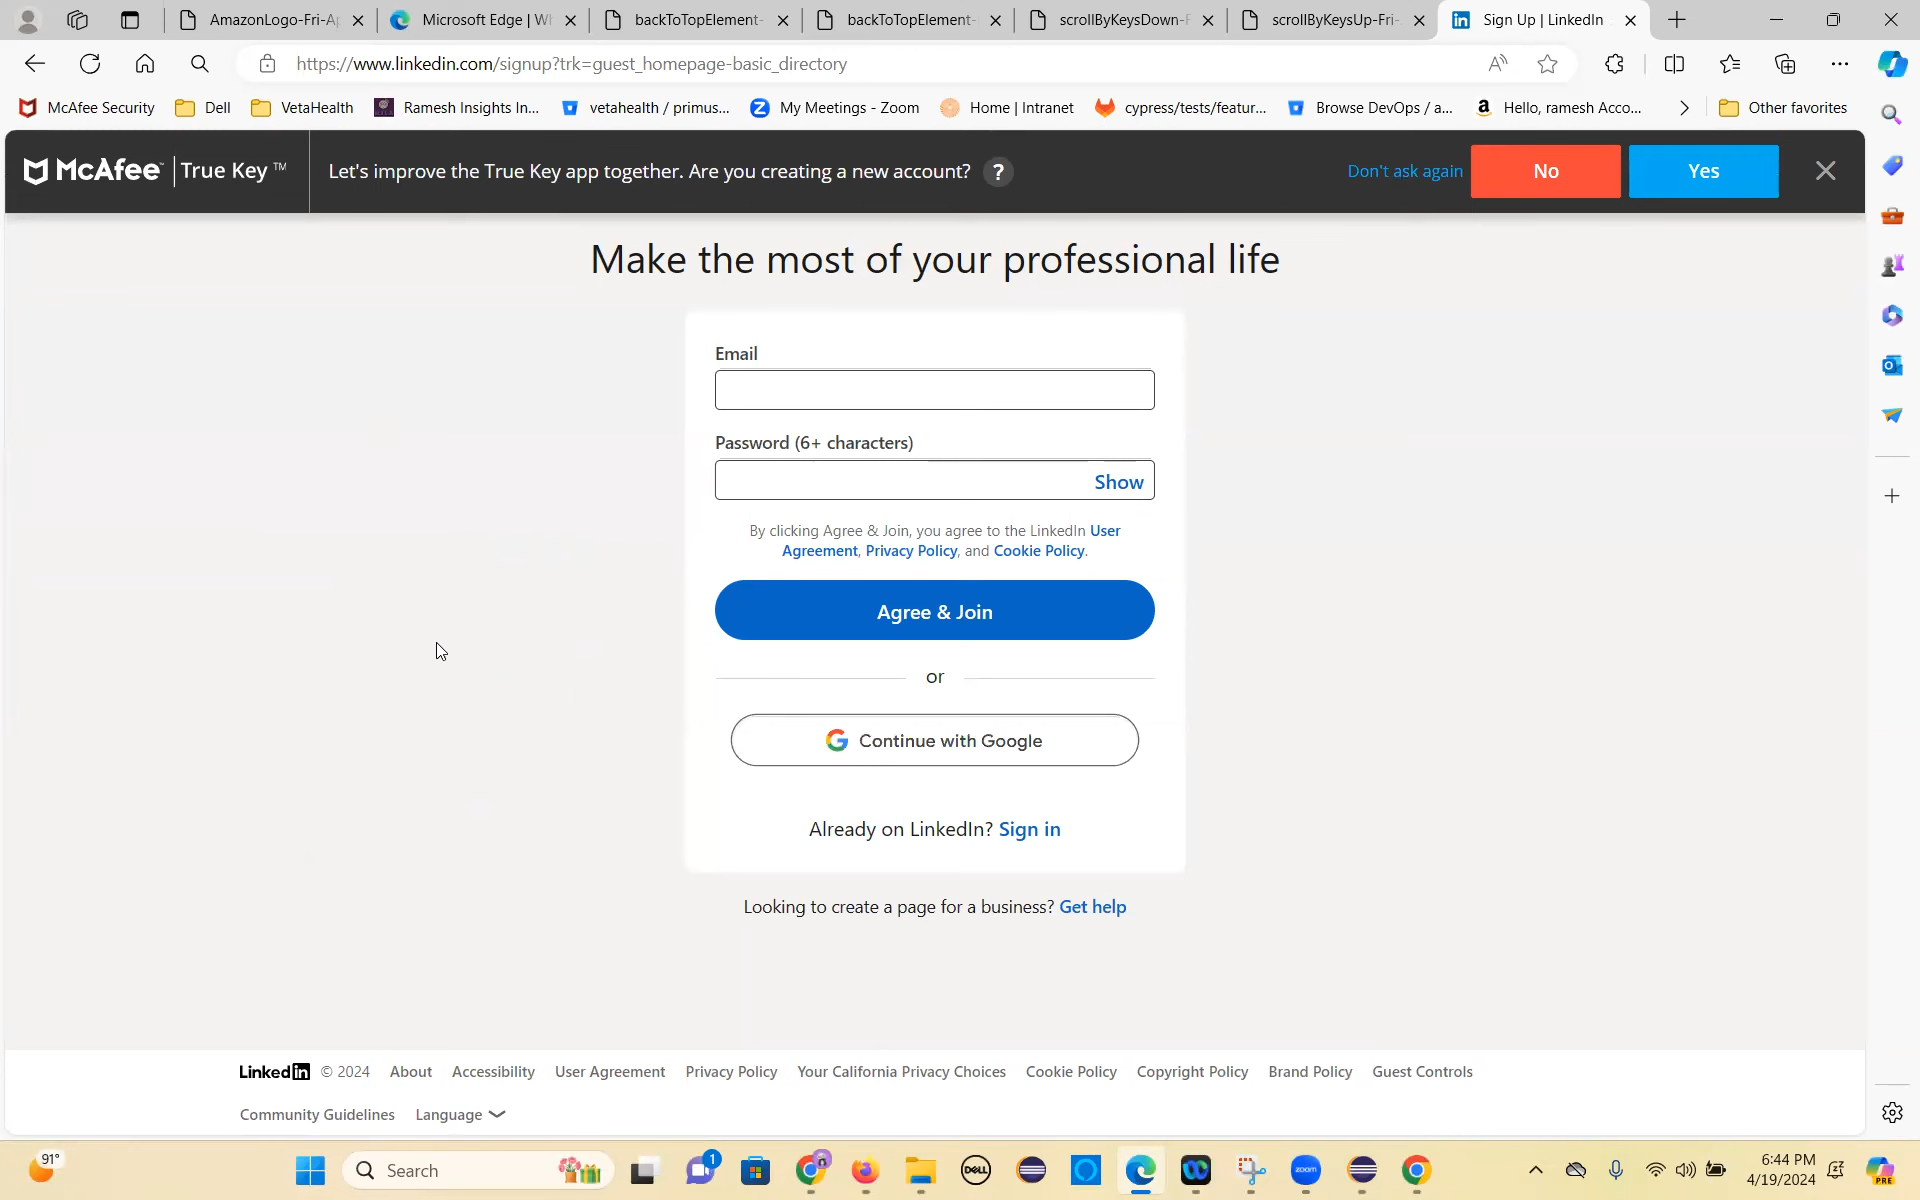 AmazonLogo-Fri-A
Microsoft Edge | W
backToTopElement-
backToTopElement-
scrollByKeysDown-F
scrollByKeysUp-Fri-
in Sign Up | LinkedIn
https://www.linkedin.com/signup?trk=guest_homepage-basic_directory
McAfee Security
Dell
VetaHealth
Ramesh Insights In...
vetahealth / primus...
My Meetings - Zoom
Home | Intranet
cypress/tests/featur...
Browse DevOps / a...
Hello, ramesh Acco...
Other favorites
McAfee | True Key ™
Let's improve the True Key app together. Are you creating a new account? ?
Don't ask again
No
Yes
Make the most of your professional life
Email
Password (6+ characters)
Show
By clicking Agree & Join, you agree to the LinkedIn User
Agreement, Privacy Policy, and Cookie Policy.
Agree & Join
or
Continue with Google
Already on LinkedIn? Sign in
Looking to create a page for a business? Get help
LinkedIn © 2024 About Accessibility User Agreement Privacy Policy Your California Privacy Choices Cookie Policy Copyright Policy Brand Policy Guest Controls
Community Guidelines Language
91°
Search
1
DELL
zoom
6:44 PM
4/19/2024
PRE